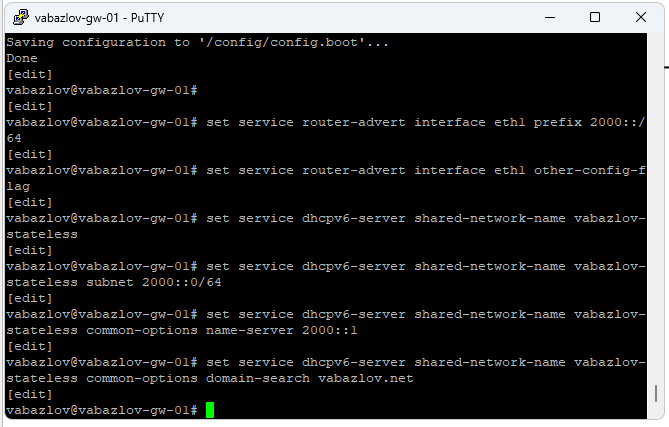 vabazlov-gw-01 - PuTTY
Saving configuration to '/config/config.boot'...
Done
[edit]
vabazlov@vabazlov-gw-01#
[edit]
vabazlov@vabazlov-gw-01# set service router-advert interface eth1 prefix 2000::/
64
[edit]
vabazlov@vabazlov-gw-01# set service router-advert interface eth1 other-config-f
lag
[edit]
vabazlov@vabazlov-gw-01# set service dhcpv6-server shared-network-name vabazlov-
stateless
[edit]
vabazlov@vabazlov-gw-01# set service dhcpv6-server shared-network-name vabazlov-
stateless subnet 2000::0/64
[edit]
vabazlov@vabazlov-gw-01# set service dhcpv6-server shared-network-name vabazlov-
stateless common-options name-server 2000::1
[edit]
vabazlov@vabazlov-gw-01# set service dhcpv6-server shared-network-name vabazlov-
stateless common-options domain-search vabazlov.net
[edit]
vabazlov@vabazlov-gw-01#